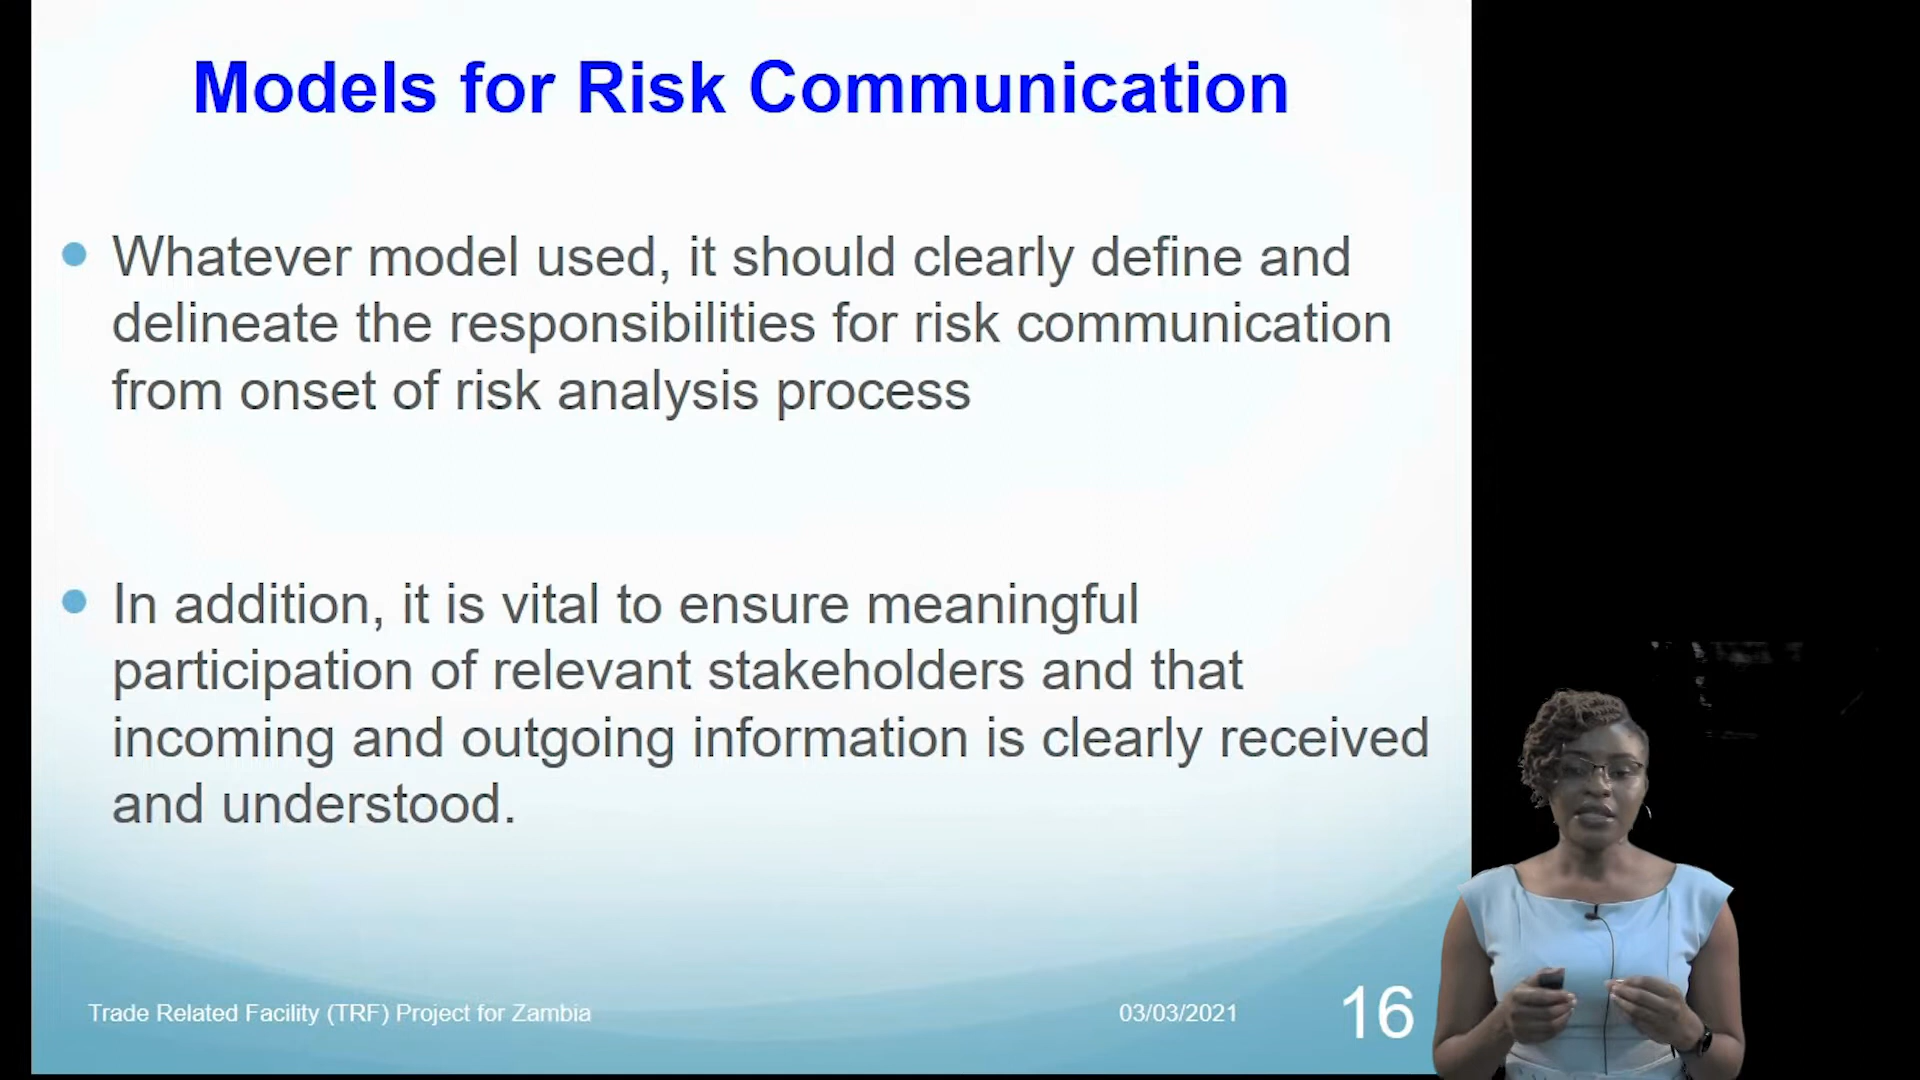 Models for Risk Communication
Whatever model used, it should clearly define and
delineate the responsibilities for risk communication
from onset of risk analysis process
In addition, it is vital to ensure meaningful
participation of relevant stakeholders and that
incoming and outgoing information is clearly received
and understood.
Trade Related Facility (TRF) Project for Zambia
03/03/2021
16